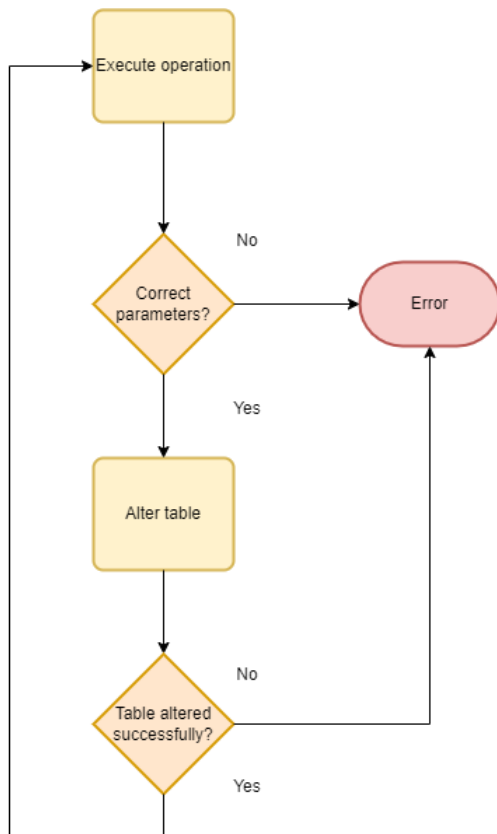 Execute operation
No
Correct
parameters?
Error
Yes
Alter table
No
Table altered
successfully?
Yes